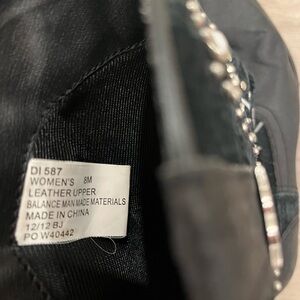 DI 587
WOMEN'S 8M
LEATHER UPPER
BALANCE MAN MADE MATERIALS
MADE IN CHINA
12/12 BJ
PO W40442